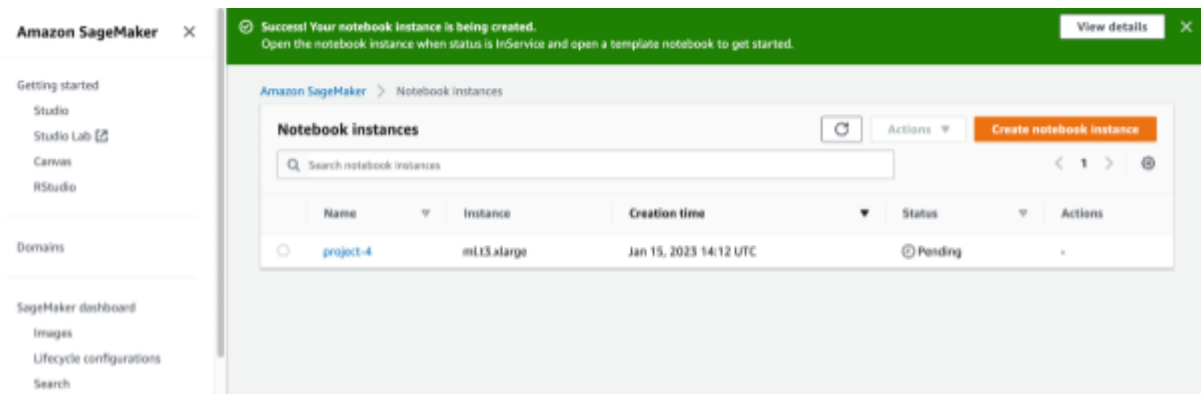 Amazon SageMaker
Getting started
Studio
Studio Lab
Canvas
RStudio
Domains
SageMaker dashboard
Images
Lifecycle configurations
Search
Success! Your notebook instance is being created.
Open the notebook instance when status is InService and open a template notebook to get started.
View details
Amazon SageMaker > Notebook instances
Notebook instances
Actions
Create notebook instance
Search notebook instances
< 1 >
Name Instance Creation time Status Actions
project-4 ml.t3.xlarge Jan 15, 2023 14:12 UTC Pending -